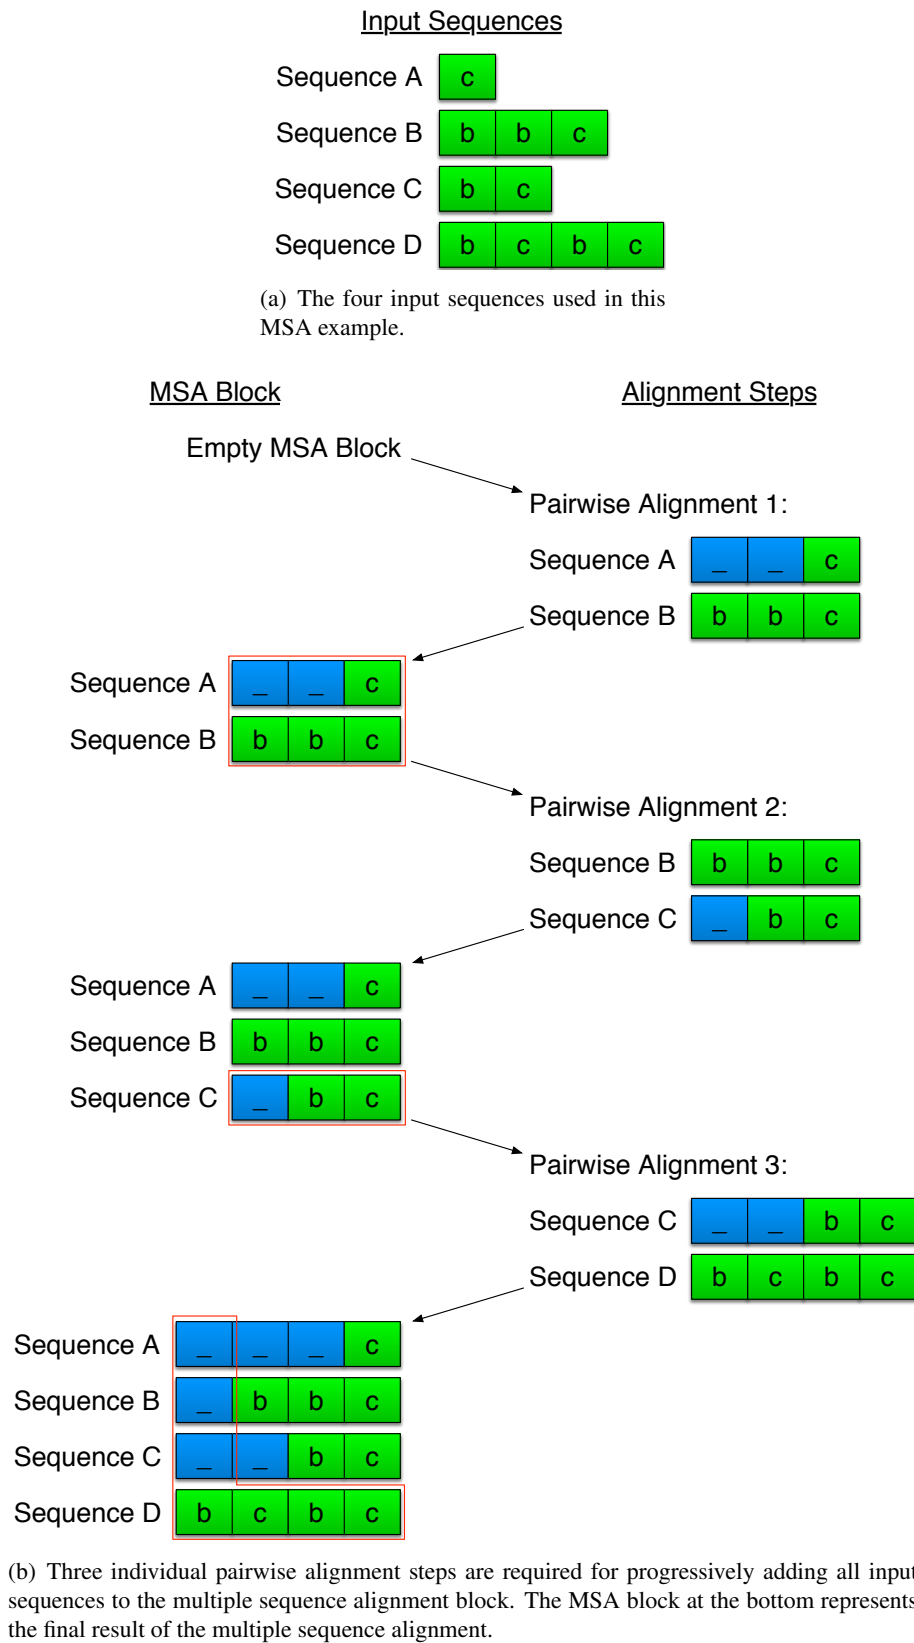 Input Sequences
Sequence A c
Sequence B b b c
Sequence C b c
Sequence D b c b c
(a) The four input sequences used in this
MSA example.
MSA Block Alignment Steps
Empty MSA Block
Pairwise Alignment 1:
Sequence A _ _ c
Sequence B b b c
Sequence A _ _ c
Sequence B b b c
Pairwise Alignment 2:
Sequence B b b c
Sequence C _ b c
Sequence A _ _ c
Sequence B b b c
Sequence C _ b c
Pairwise Alignment 3:
Sequence C _ _ b c
Sequence D b c b c
Sequence A _ _ _ c
Sequence B _ b b c
Sequence C _ _ b c
Sequence D b c b c
(b) Three individual pairwise alignment steps are required for progressively adding all input
sequences to the multiple sequence alignment block. The MSA block at the bottom represents
the final result of the multiple sequence alignment.